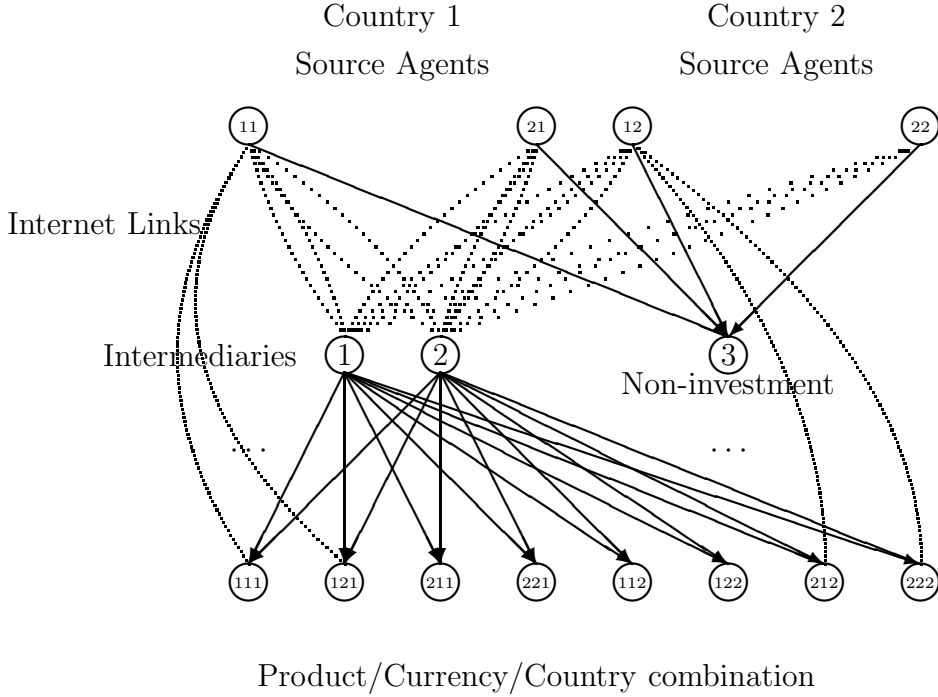 Country 1 Country 2
Source Agents Source Agents
11 21 12 22
Internet Links
Intermediaries 1 2 3
Non-investment
... ...
111 121 211 221 112 122 212 222
Product/Currency/Country combination